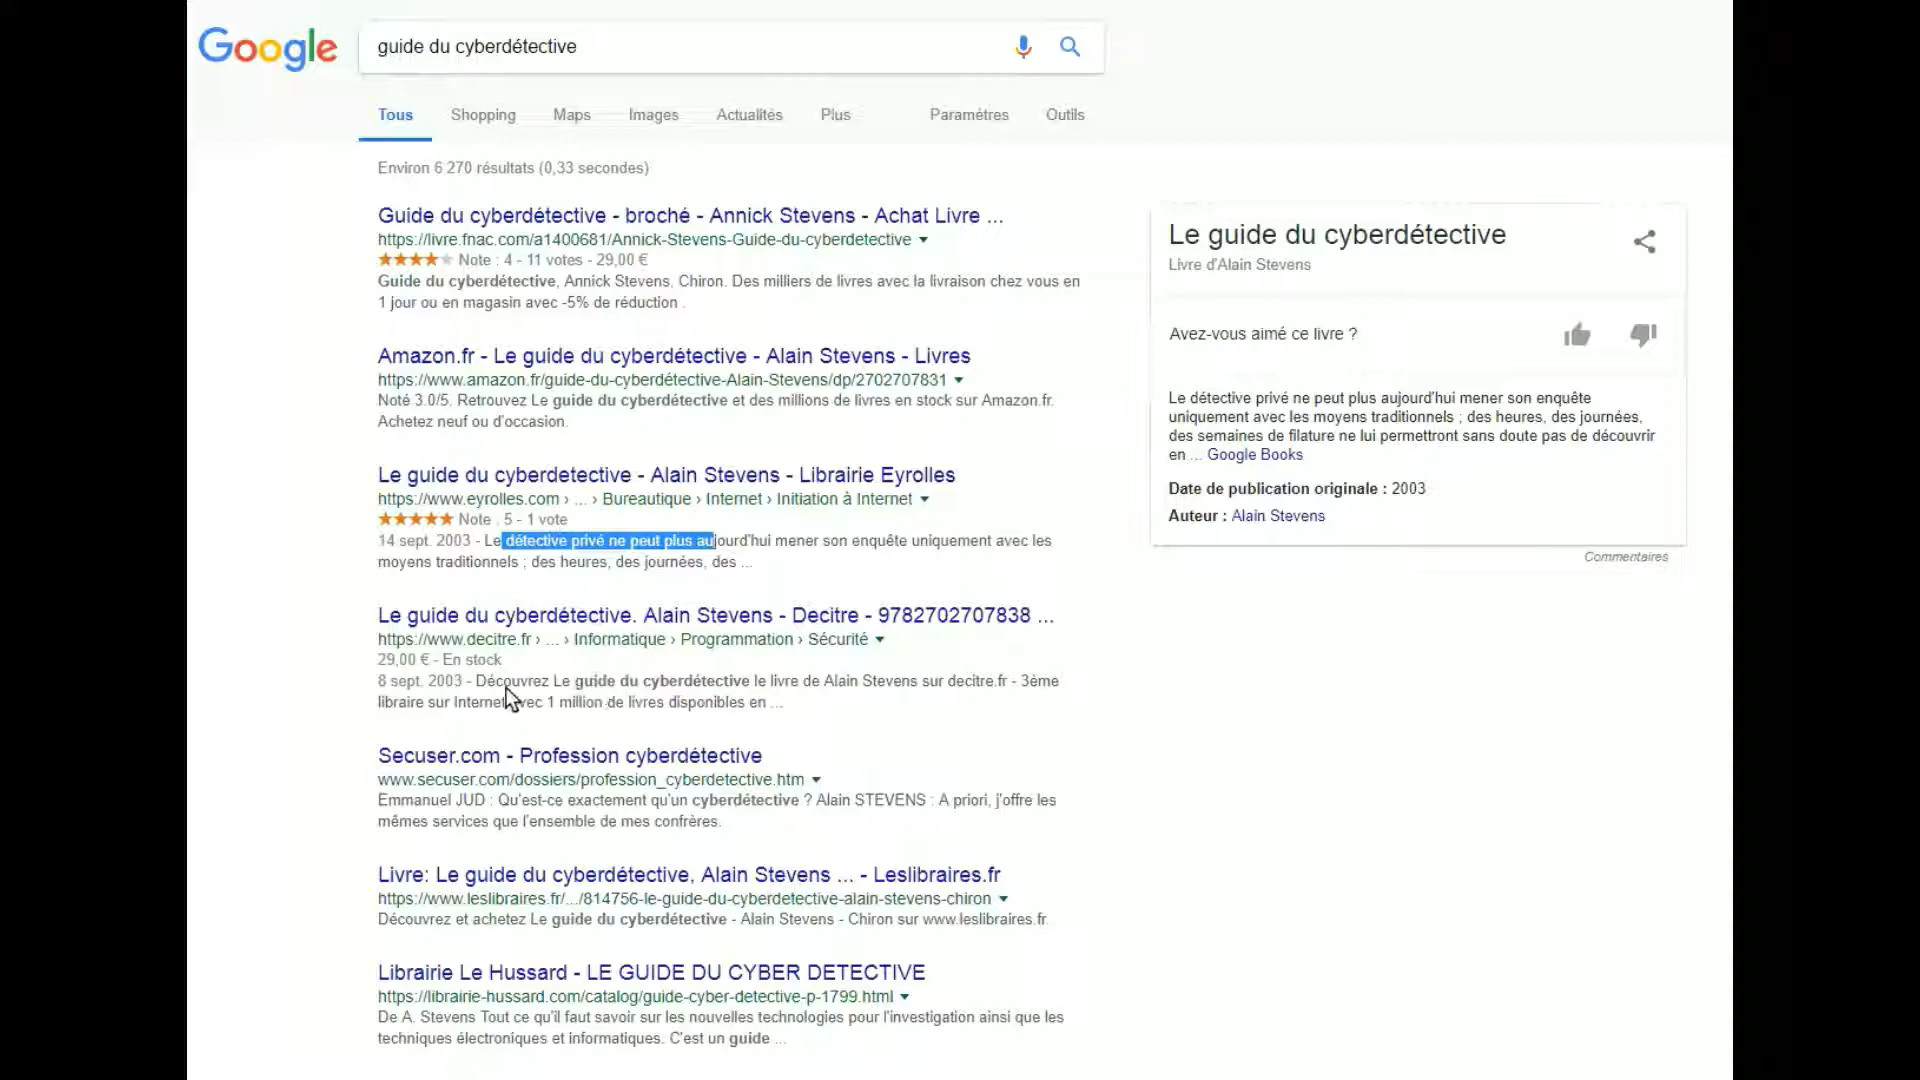 Google
guide du cyberdétective
Tous Shopping Maps Images Actualités Plus Paramètres Outils
Environ 6 270 résultats (0,33 secondes)
Guide du cyberdétective - broché - Annick Stevens - Achat Livre ...
https://livre.fnac.com/a1400681/Annick-Stevens-Guide-du-cyberdetective
Note : 4 - 11 votes - 29,00 €
Guide du cyberdétective, Annick Stevens, Chiron. Des milliers de livres avec la livraison chez vous en
1 jour ou en magasin avec -5% de réduction .
Amazon.fr - Le guide du cyberdétective - Alain Stevens - Livres
https://www.amazon.fr/guide-du-cyberdétective-Alain-Stevens/dp/2702707831
Noté 3.0/5. Retrouvez Le guide du cyberdétective et des millions de livres en stock sur Amazon.fr.
Achetez neuf ou d'occasion.
Le guide du cyberdetective - Alain Stevens - Librairie Eyrolles
https://www.eyrolles.com › ... › Bureautique › Internet › Initiation à Internet
Note : 5 - 1 vote
14 sept. 2003 - Le détective privé ne peut plus aujourd'hui mener son enquête uniquement avec les
moyens traditionnels ; des heures, des journées, des ...
Le guide du cyberdétective. Alain Stevens - Decitre - 9782702707838 ...
https://www.decitre.fr › ... › Informatique › Programmation › Sécurité
29,00 € - En stock
8 sept. 2003 - Découvrez Le guide du cyberdétective le livre de Alain Stevens sur decitre.fr - 3ème
libraire sur Internet avec 1 million de livres disponibles en ...
Secuser.com - Profession cyberdétective
www.secuser.com/dossiers/profession_cyberdetective.htm
Emmanuel JUD : Qu'est-ce exactement qu'un cyberdétective ? Alain STEVENS : A priori, j'offre les
mêmes services que l'ensemble de mes confrères.
Livre: Le guide du cyberdétective, Alain Stevens ... - Leslibraires.fr
https://www.leslibraires.fr/.../814756-le-guide-du-cyberdetective-alain-stevens-chiron
Découvrez et achetez Le guide du cyberdétective - Alain Stevens - Chiron sur www.leslibraires.fr.
Librairie Le Hussard - LE GUIDE DU CYBER DETECTIVE
https://librairie-hussard.com/catalog/guide-cyber-detective-p-1799.html
De A. Stevens Tout ce qu'il faut savoir sur les nouvelles technologies pour l'investigation ainsi que les
techniques électroniques et informatiques. C'est un guide ...
Le guide du cyberdétective
Livre d'Alain Stevens
Avez-vous aimé ce livre ?
Le détective privé ne peut plus aujourd'hui mener son enquête
uniquement avec les moyens traditionnels ; des heures, des journées,
des semaines de filature ne lui permettront sans doute pas de découvrir
en ... Google Books
Date de publication originale : 2003
Auteur : Alain Stevens
Commentaires